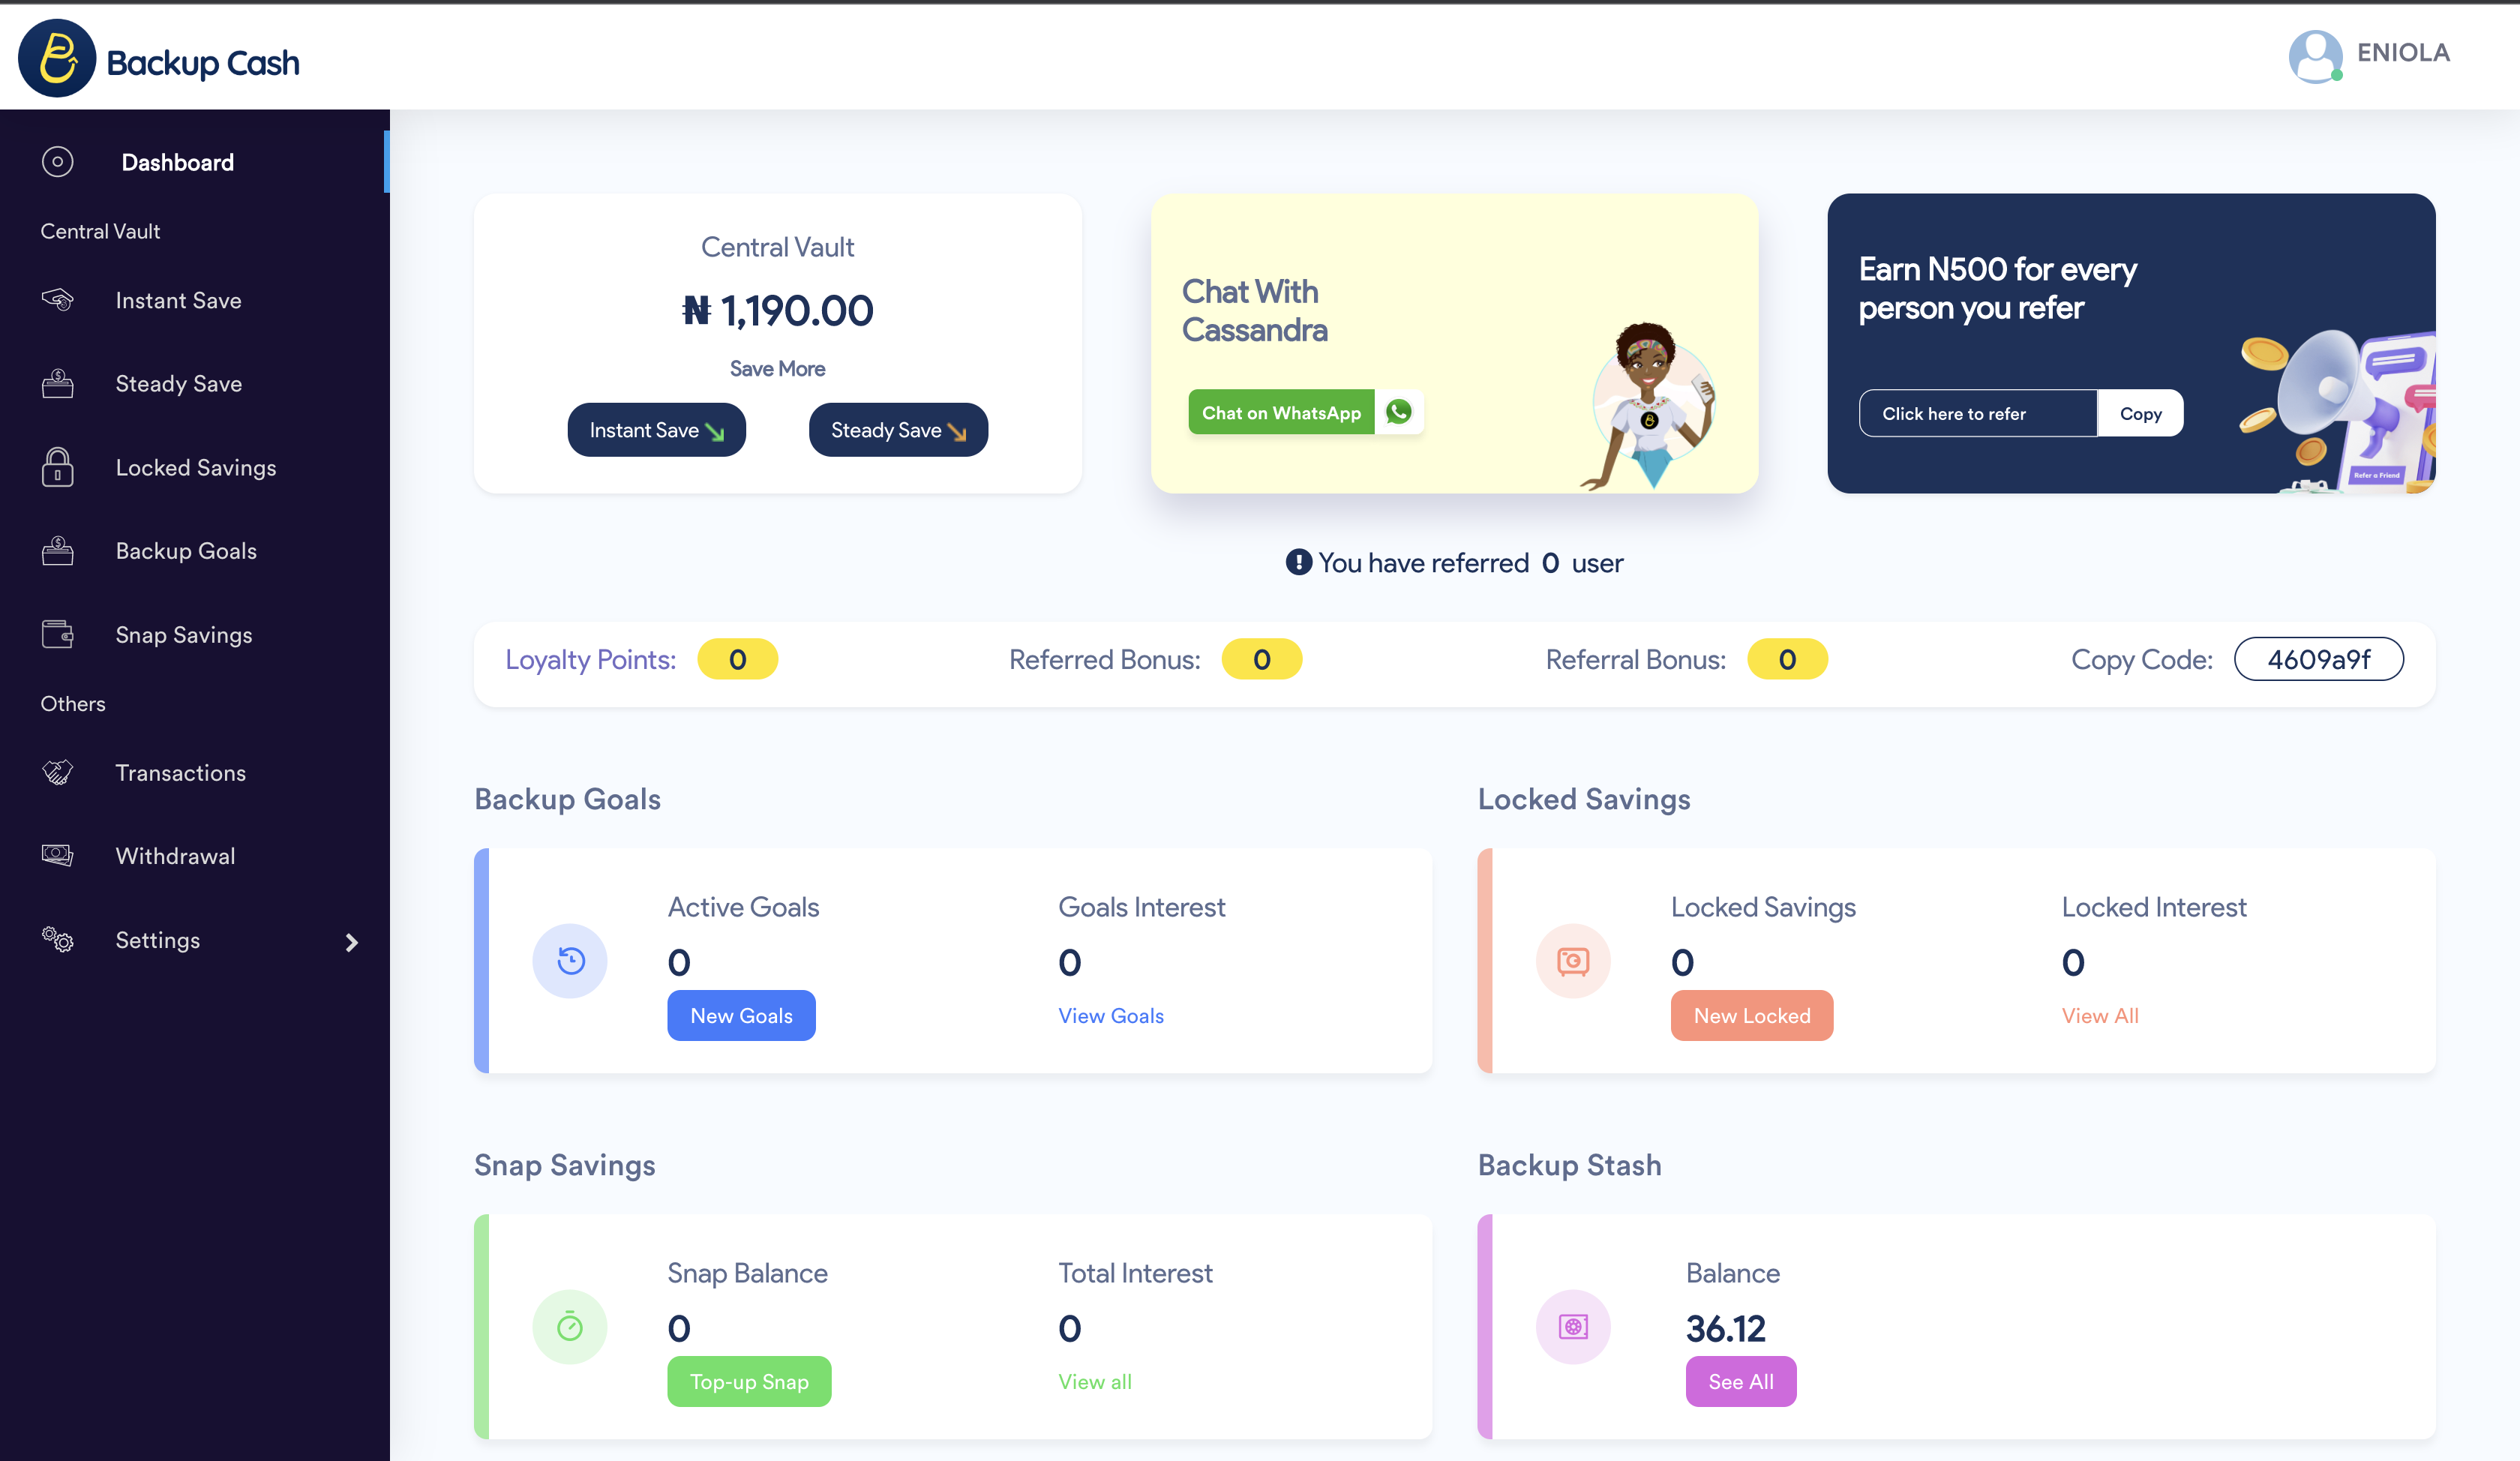 Backup Cash
ENIOLA
Dashboard
Central Vault
Instant Save
Steady Save
Locked Savings
Backup Goals
Snap Savings
Others
Transactions
Withdrawal
Settings
Central Vault
₦ 1,190.00
Save More
Instant Save
Steady Save
Chat With
Cassandra
Chat on WhatsApp
Earn N500 for every
person you refer
Click here to refer
Copy
Refer a Friend
You have referred 0 user
Loyalty Points: 0
Referred Bonus: 0
Referral Bonus: 0
Copy Code: 4609a9f
Backup Goals
Active Goals
0
New Goals
Goals Interest
0
View Goals
Locked Savings
Locked Savings
0
New Locked
Locked Interest
0
View All
Snap Savings
Snap Balance
0
Top-up Snap
Total Interest
0
View all
Backup Stash
Balance
36.12
See All